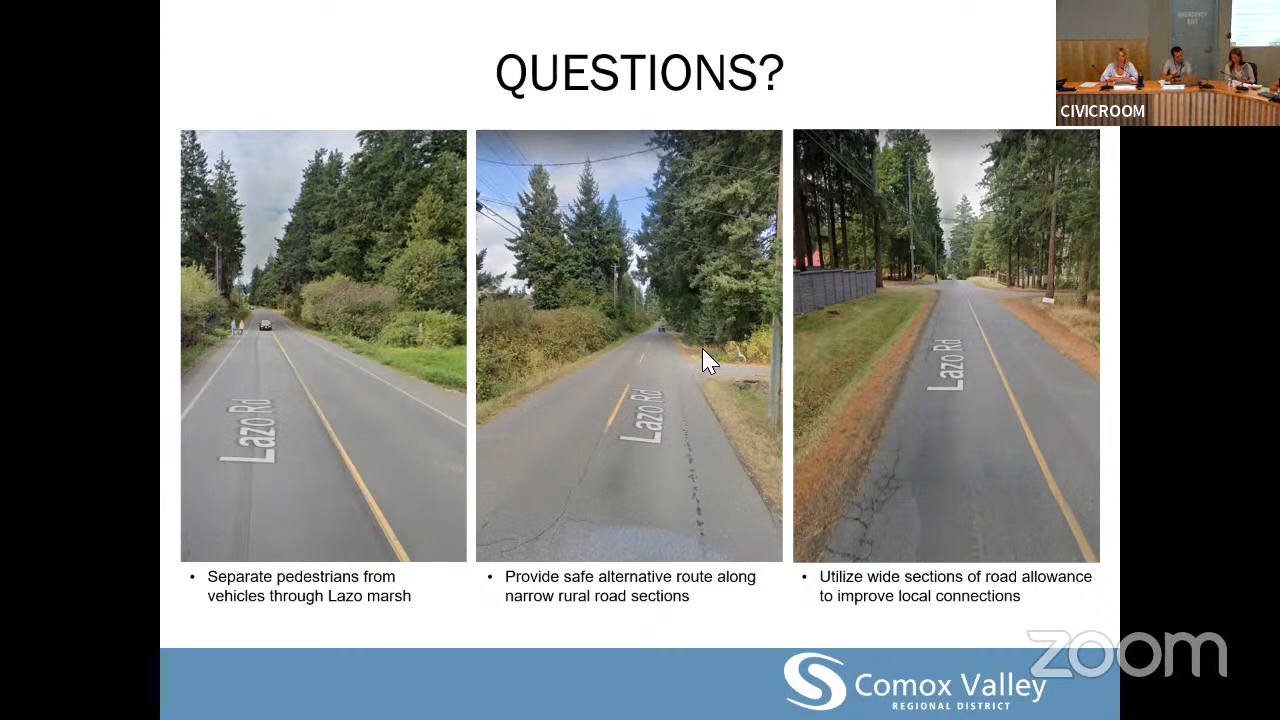 QUESTIONS?
EMERGENCY
EXIT
CIVICROOM
Lazo Rd
Lazo Rd
Lazo Rd
• Separate pedestrians from
vehicles through Lazo marsh
• Provide safe alternative route along
narrow rural road sections
• Utilize wide sections of road allowance
to improve local connections
zoom
Comox Valley
REGIONAL DISTRICT